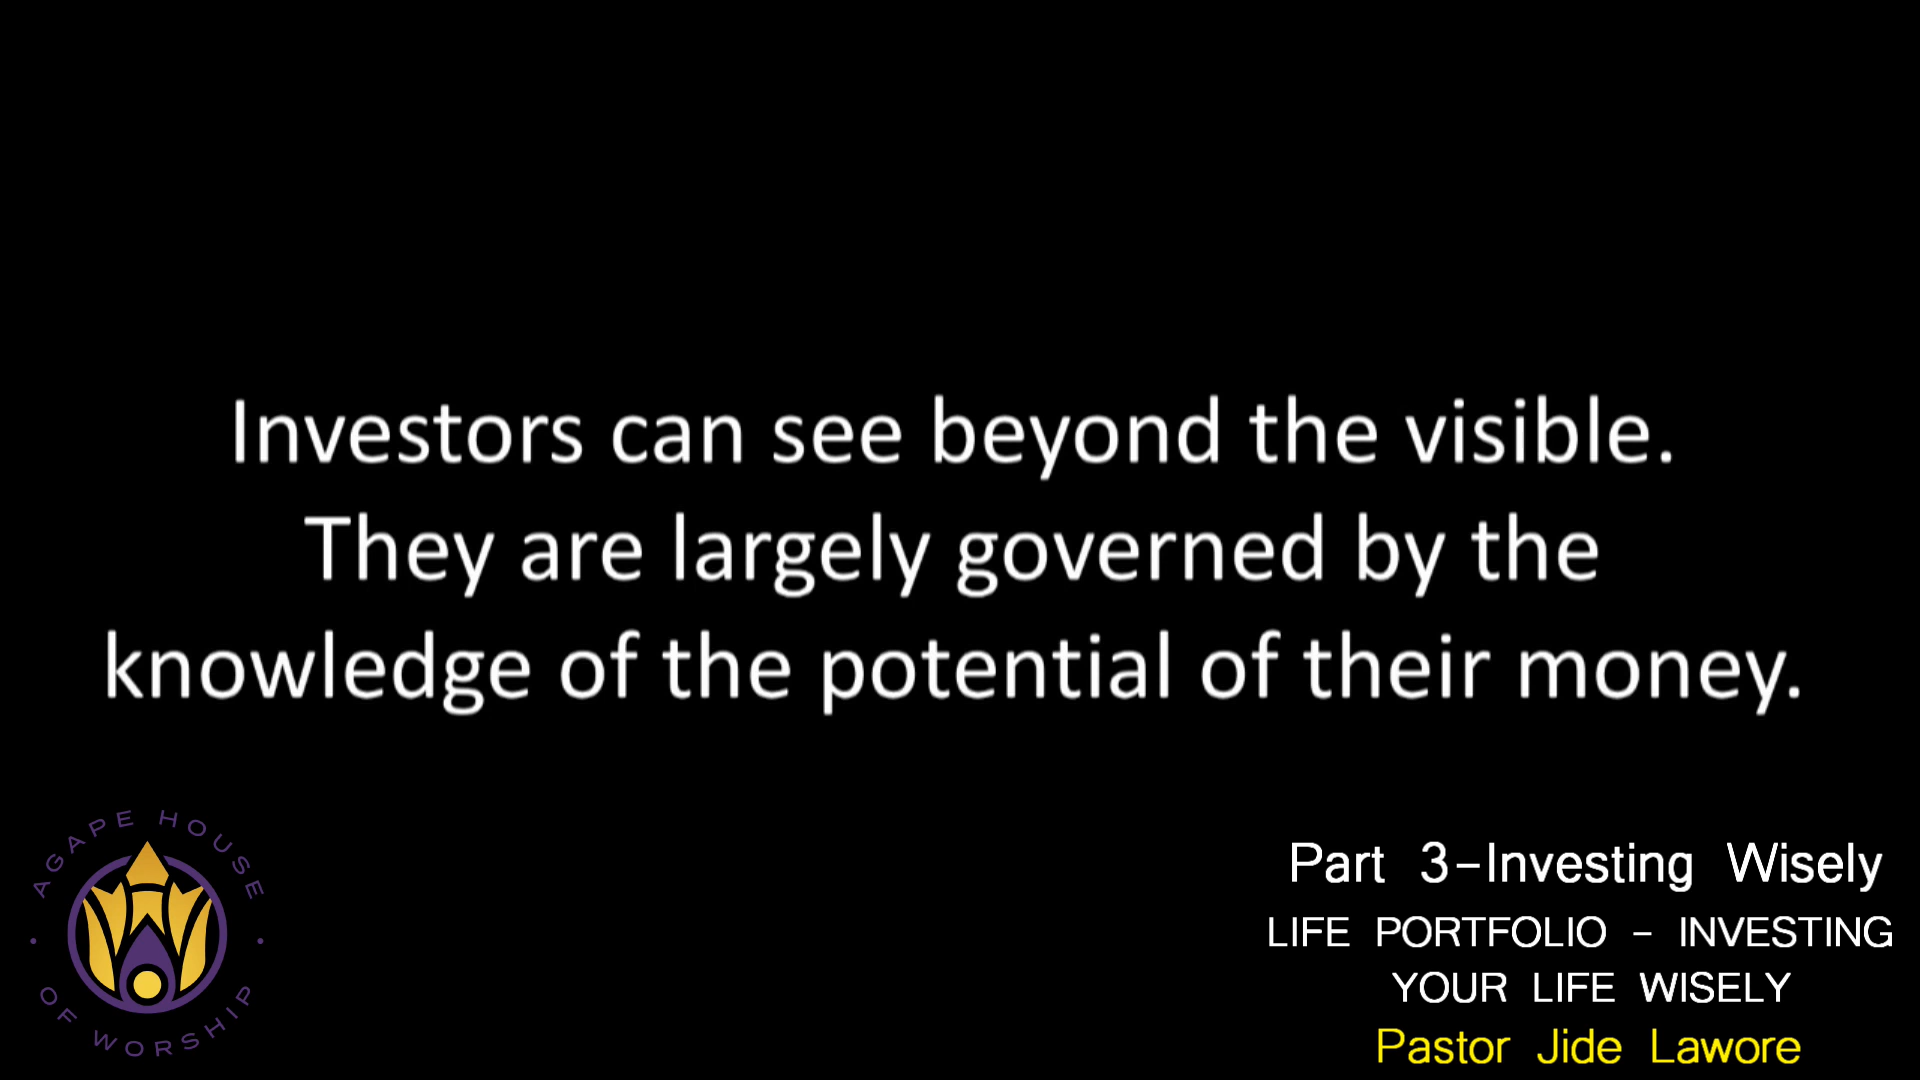 Investors can see beyond the visible.
They are largely governed by the
knowledge of the potential of their money.
AGAPE HOUSE
OF WORSHIP
Part 3-Investing Wisely
LIFE PORTFOLIO - INVESTING
YOUR LIFE WISELY
Pastor Jide Lawore